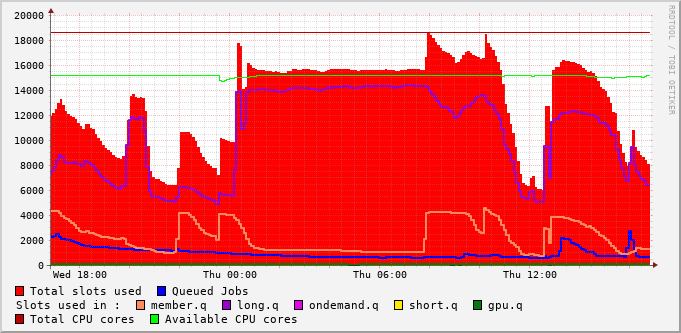 RRDTOOL / TOBI OETIKER
20000
18000
16000
14000
12000
10000
8000
6000
4000
2000
0
Wed 18:00 Thu 00:00 Thu 06:00 Thu 12:00
Total slots used Queued Jobs
Slots used in : member.q long.q ondemand.q short.q gpu.q
Total CPU cores Available CPU cores